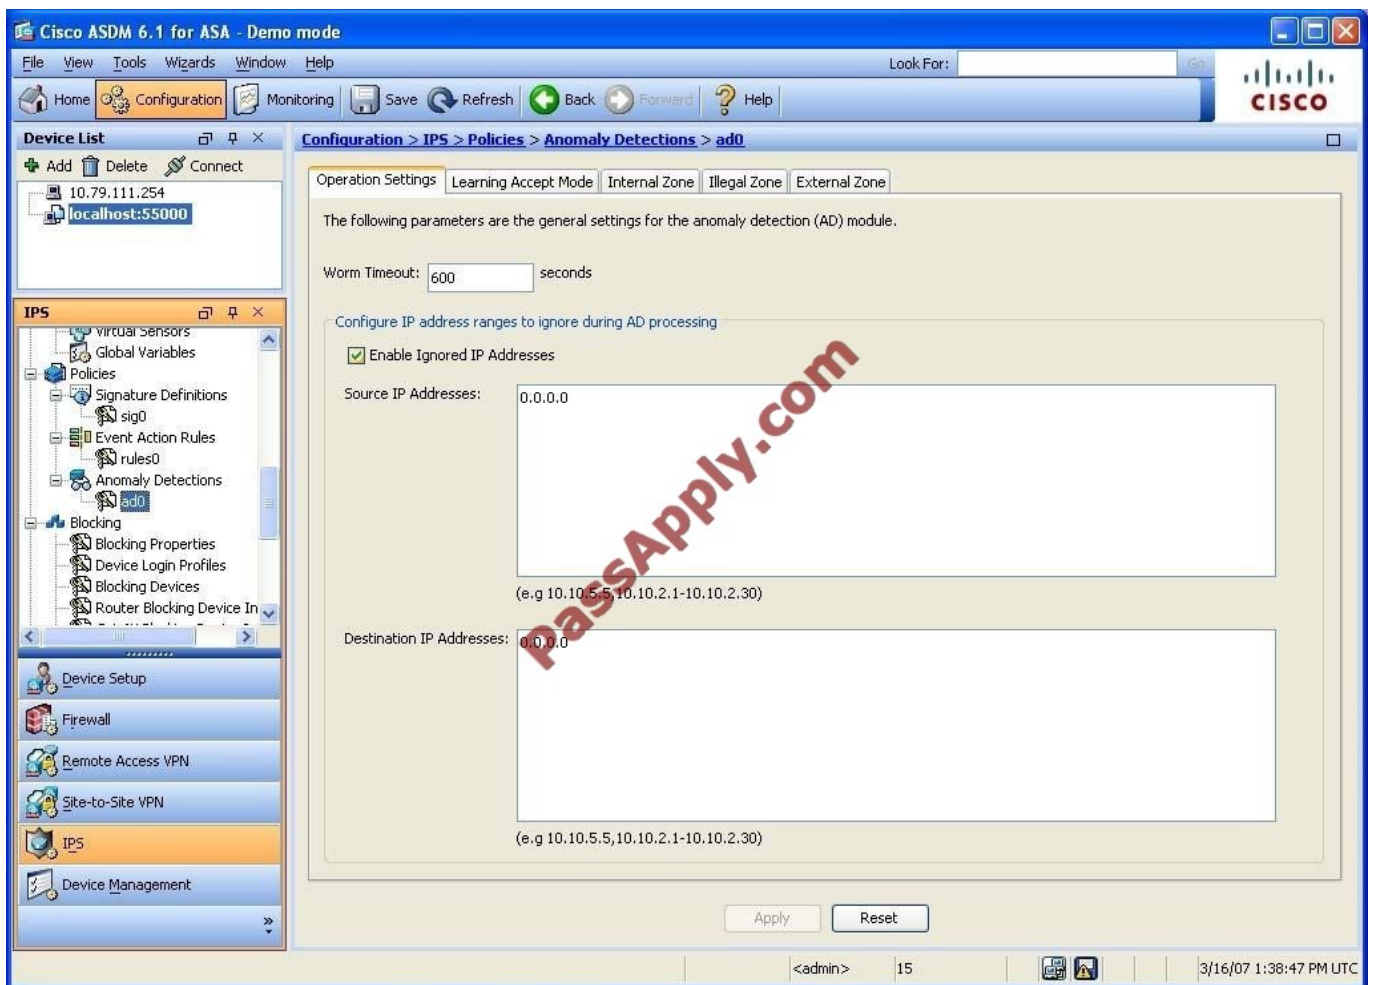 Cisco ASDM 6.1 for ASA - Demo mode
File View Tools Wizards Window Help Look For: Go
Home Configuration Monitoring Save Refresh Back Forward Help
CISCO
Device List
Add Delete Connect
10.79.111.254
localhost:55000
IPS
Virtual Sensors
Global Variables
Policies
Signature Definitions
sig0
Event Action Rules
rules0
Anomaly Detections
ad0
Blocking
Blocking Properties
Device Login Profiles
Blocking Devices
Router Blocking Device In
Device Setup
Firewall
Remote Access VPN
Site-to-Site VPN
IPS
Device Management
»
Configuration > IPS > Policies > Anomaly Detections > ad0
Operation Settings Learning Accept Mode Internal Zone Illegal Zone External Zone
The following parameters are the general settings for the anomaly detection (AD) module.
Worm Timeout: 600 seconds
Configure IP address ranges to ignore during AD processing
Enable Ignored IP Addresses
Source IP Addresses: 0.0.0.0
(e.g 10.10.5.5,10.10.2.1-10.10.2.30)
Destination IP Addresses: 0.0.0.0
(e.g 10.10.5.5,10.10.2.1-10.10.2.30)
PassApply.com
Apply Reset
<admin> 15 3/16/07 1:38:47 PM UTC